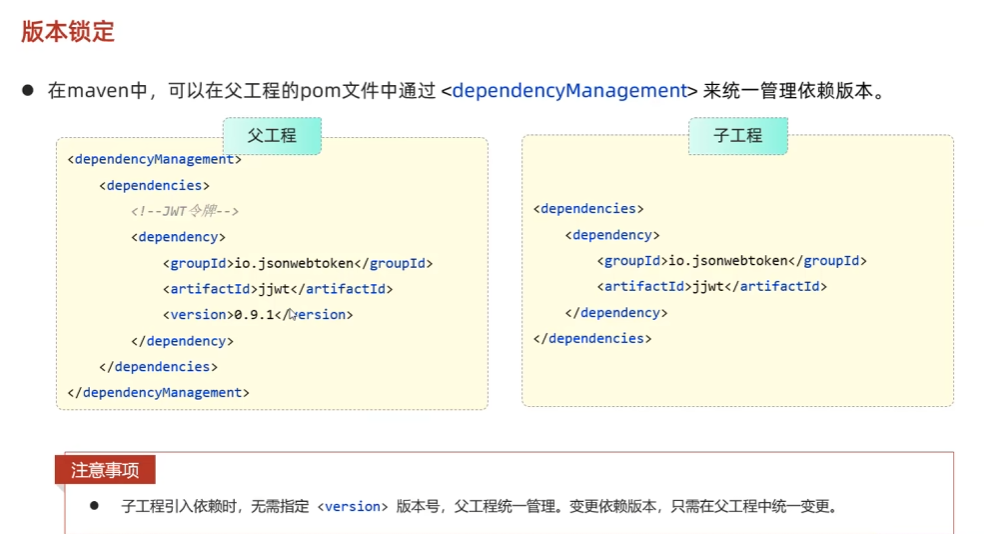 版本锁定
● 在maven中，可以在父工程的pom文件中通过 <dependencyManagement> 来统一管理依赖版本。
父工程
<dependencyManagement>
<dependencies>
<!--JWT令牌-->
<dependency>
<groupId>io.jsonwebtoken</groupId>
<artifactId>jjwt</artifactId>
<version>0.9.1</version>
</dependency>
</dependencies>
</dependencyManagement>
子工程
<dependencies>
<dependency>
<groupId>io.jsonwebtoken</groupId>
<artifactId>jjwt</artifactId>
</dependency>
</dependencies>
注意事项
● 子工程引入依赖时，无需指定 <version> 版本号，父工程统一管理。变更依赖版本，只需在父工程中统一变更。